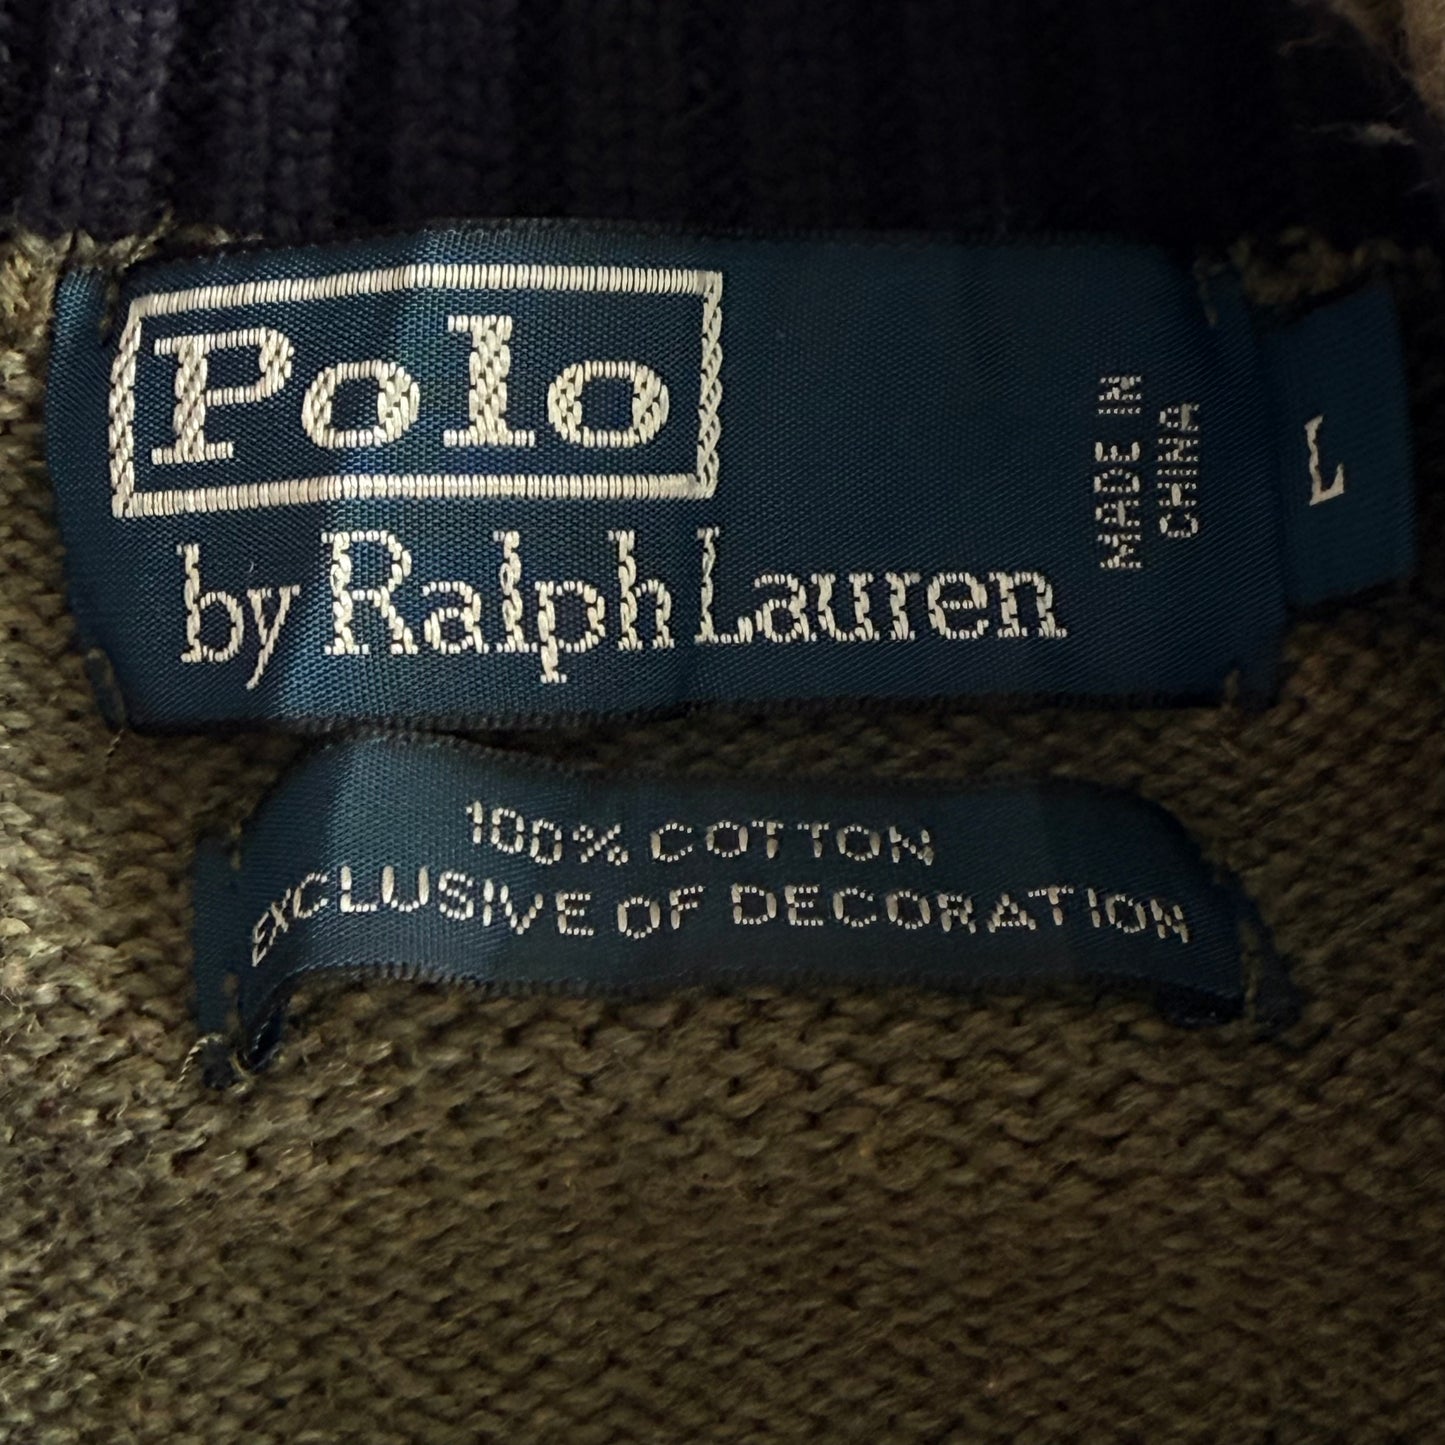 Polo
by Ralph Lauren
MADE IN
CHINA
L
100% COTTON
EXCLUSIVE OF DECORATION